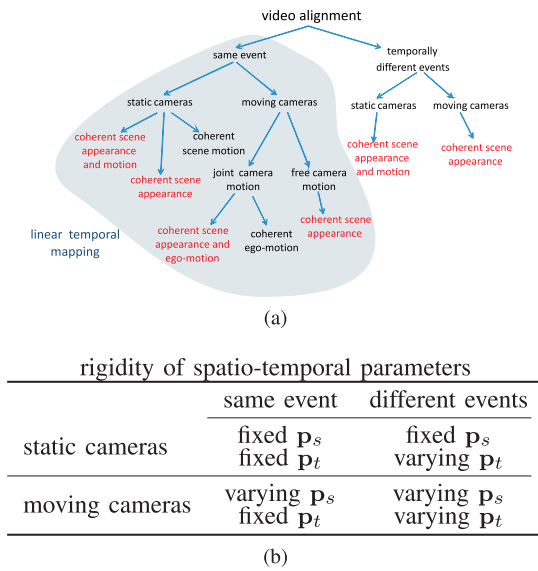 video alignment
same event
temporally
different events
static cameras
moving cameras
static cameras
moving cameras
coherent scene
appearance
and motion
coherent
scene motion
coherent scene
appearance
and motion
coherent scene
appearance
coherent scene
appearance
joint camera
motion
free camera
motion
coherent scene
appearance
linear temporal
mapping
coherent scene
appearance and
ego-motion
coherent
ego-motion
(a)
rigidity of spatio-temporal parameters
same event different events
static cameras
fixed p_s fixed p_s
fixed p_t varying p_t
moving cameras
varying p_s varying p_s
fixed p_t varying p_t
(b)